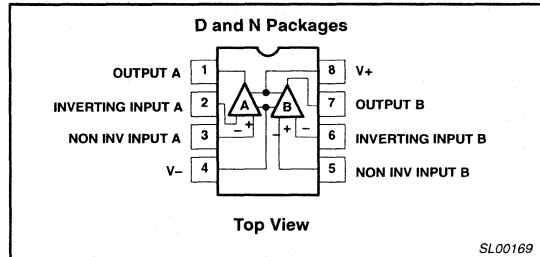 D and N Packages
OUTPUT A 1 8 V+
INVERTING INPUT A 2 A B 7 OUTPUT B
NON INV INPUT A 3 − + − + − 6 INVERTING INPUT B
V− 4 5 NON INV INPUT B
Top View
SL00169